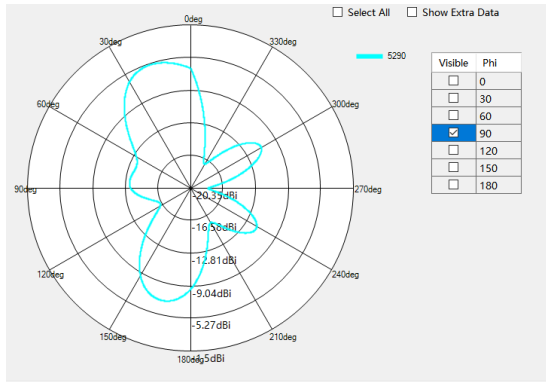 Select All
Show Extra Data
0deg
30deg
330deg
5290
Visible Phi
0
30
60
90
120
150
180
60deg
300deg
90deg
270deg
-20.35dBi
-16.58dBi
-12.81dBi
120deg
240deg
-9.04dBi
-5.27dBi
150deg
210deg
180deg
-1.5dBi